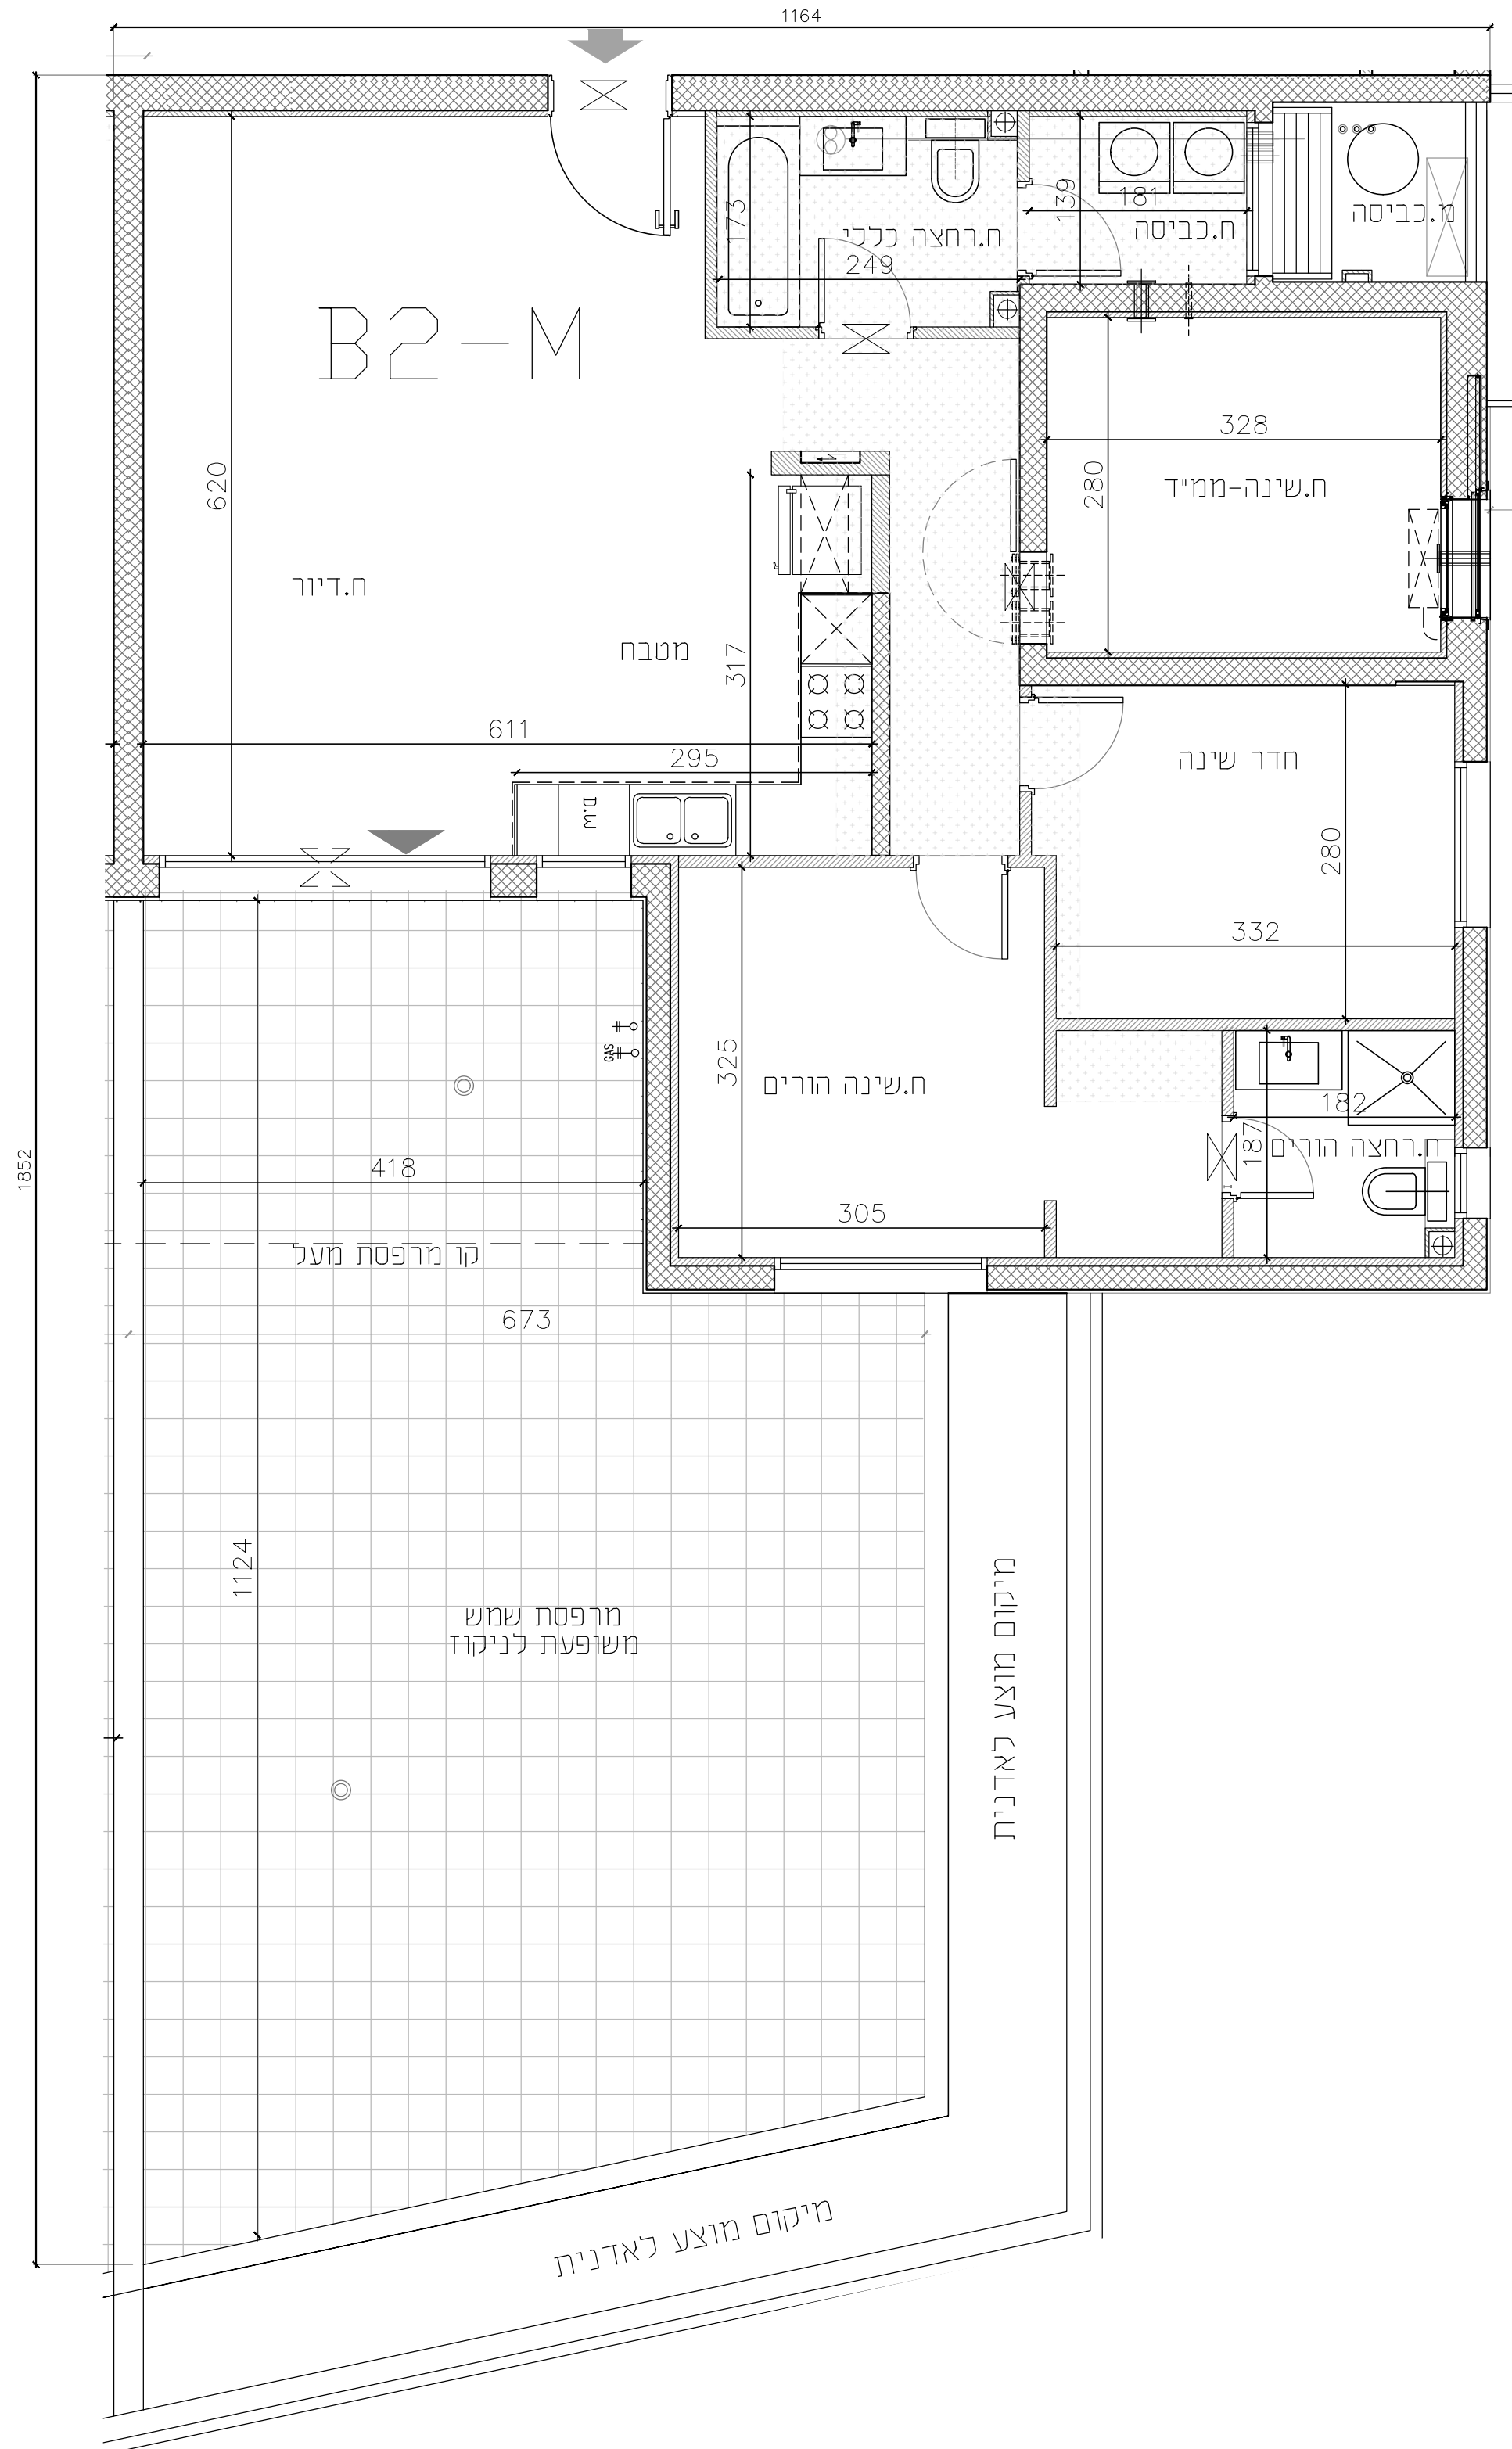 1164
173
ח.רחצה כללי
249
139
181
ח.כביסה
מ.כביסה
B2-M
620
328
280
ח.שינה-ממ"ד
ח.דיור
מטבח
317
611
295
D.W
חדר שינה
280
332
325
ח.שינה הורים
GAS
418
1852
187
182
ח.רחצה הורים
305
קו מרפסת מעל
673
1124
מרפסת שמש
משופעת לניקוז
מיקום מוצע לאדנית
מיקום מוצע לאדנית